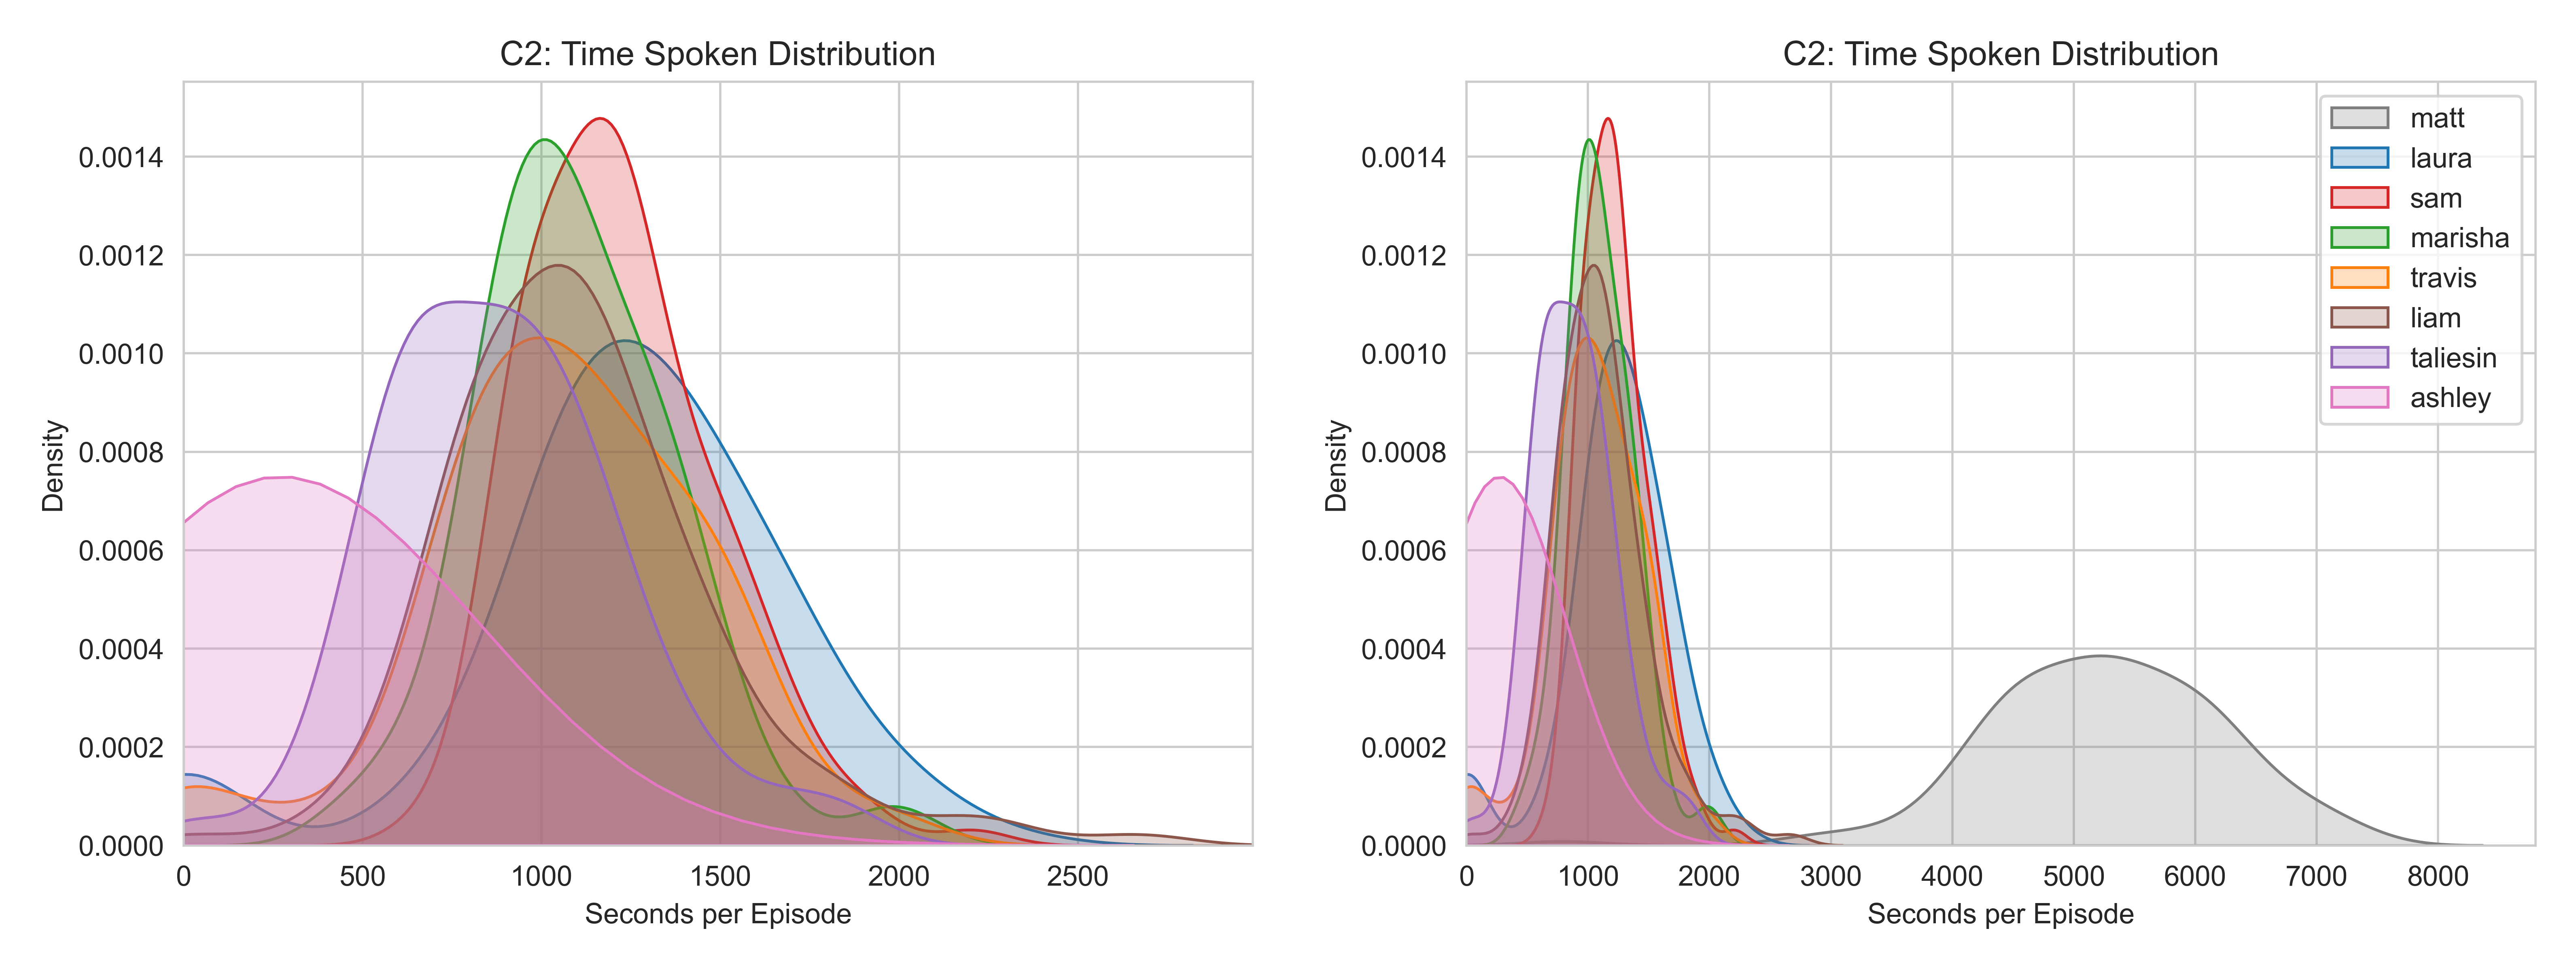 C2: Time Spoken Distribution
Density
0.0014
0.0012
0.0010
0.0008
0.0006
0.0004
0.0002
0.0000
0 500 1000 1500 2000 2500
Seconds per Episode
C2: Time Spoken Distribution
Density
0.0014
0.0012
0.0010
0.0008
0.0006
0.0004
0.0002
0.0000
0 1000 2000 3000 4000 5000 6000 7000 8000
Seconds per Episode
matt
laura
sam
marisha
travis
liam
taliesin
ashley